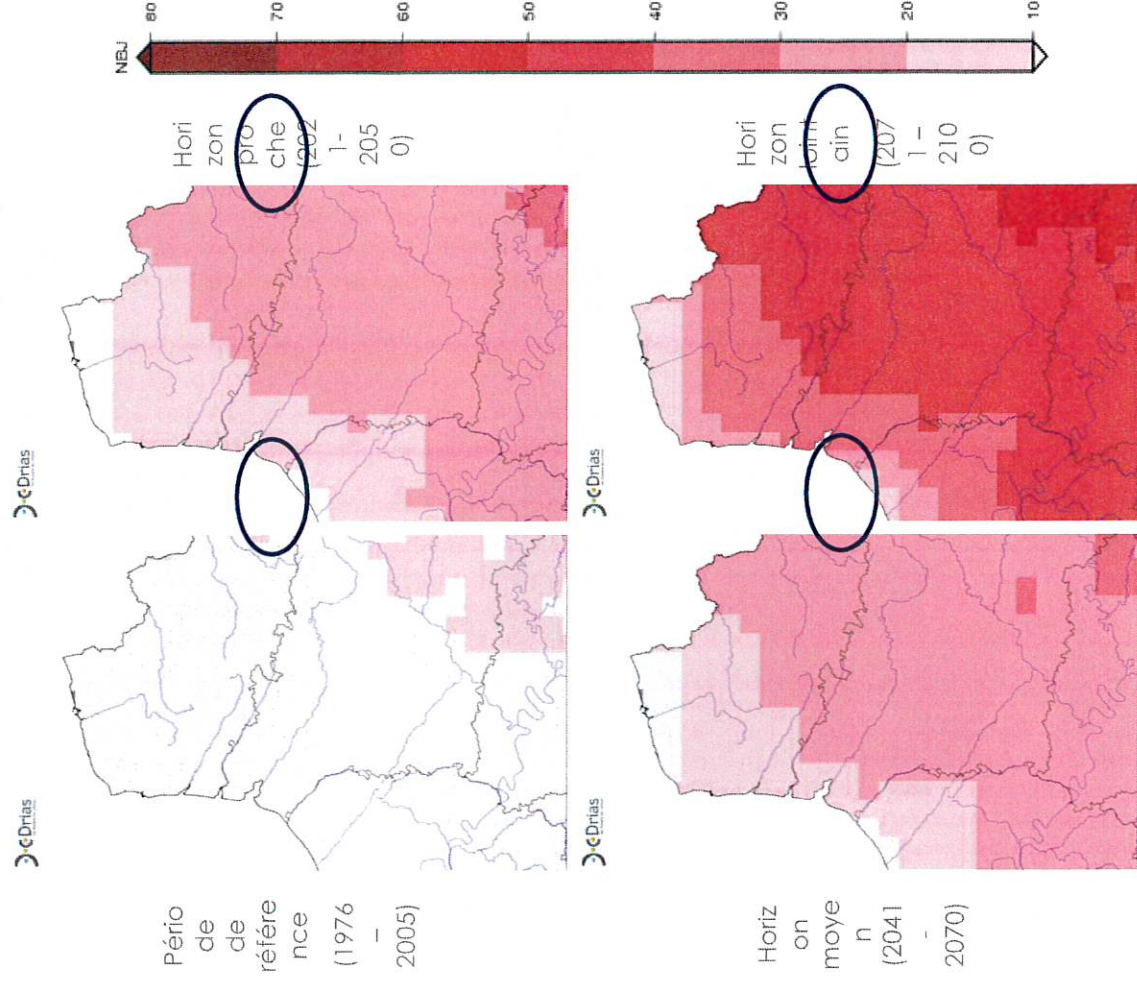 Drias
Drias
Drias
Drias
Pério
de
de
référe
nce
(1976
–
2005)
Hori
zon
pro
che
(202
1-
205
0)
Horiz
on
moye
n
(2041
-
2070)
Hori
zon
loint
ain
(207
1–
210
0)
NBJ
80
70
60
50
40
30
20
10